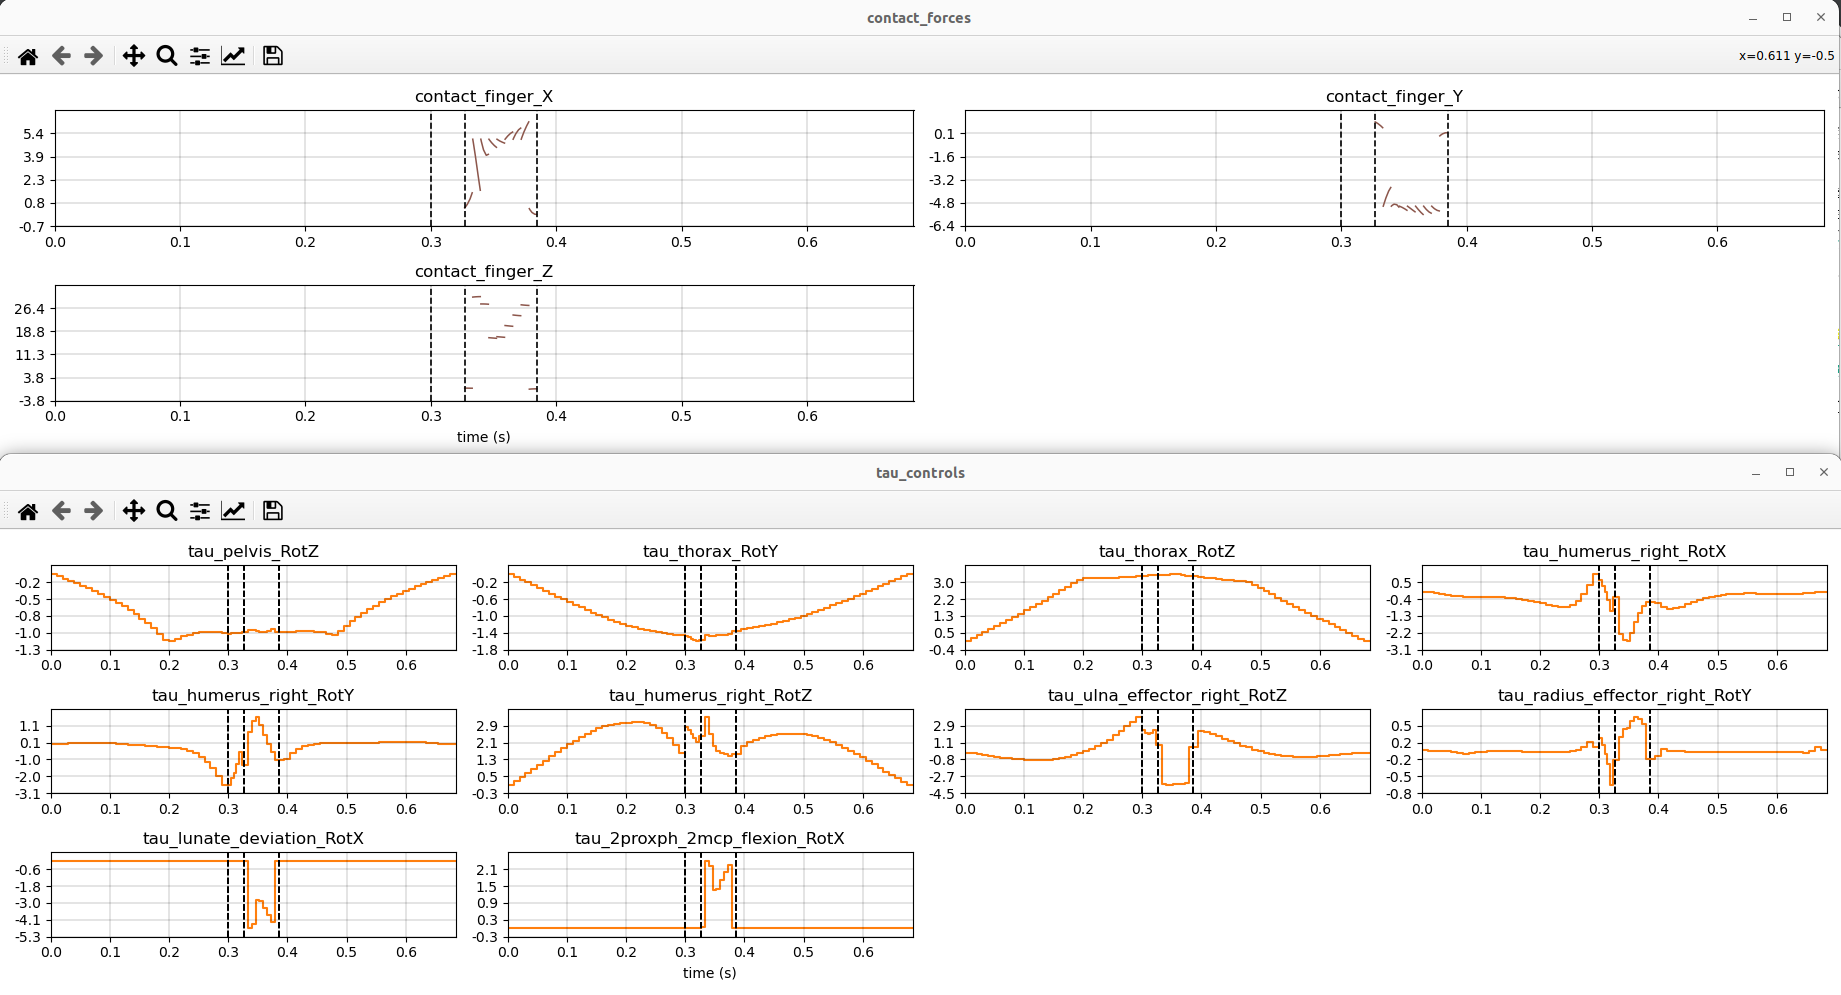 contact_forces
x=0.611 y=-0.5
contact_finger_X
5.4
3.9
2.3
0.8
-0.7
0.0 0.1 0.2 0.3 0.4 0.5 0.6
contact_finger_Y
0.1
-1.6
-3.2
-4.8
-6.4
0.0 0.1 0.2 0.3 0.4 0.5 0.6
contact_finger_Z
26.4
18.8
11.3
3.8
-3.8
0.0 0.1 0.2 0.3 0.4 0.5 0.6
time (s)
tau_controls
tau_pelvis_RotZ
-0.2
-0.5
-0.8
-1.0
-1.3
0.0 0.1 0.2 0.3 0.4 0.5 0.6
tau_thorax_RotY
-0.2
-0.6
-1.0
-1.4
-1.8
0.0 0.1 0.2 0.3 0.4 0.5 0.6
tau_thorax_RotZ
3.0
2.2
1.3
0.5
-0.4
0.0 0.1 0.2 0.3 0.4 0.5 0.6
tau_humerus_right_RotX
0.5
-0.4
-1.3
-2.2
-3.1
0.0 0.1 0.2 0.3 0.4 0.5 0.6
tau_humerus_right_RotY
1.1
0.1
-1.0
-2.0
-3.1
0.0 0.1 0.2 0.3 0.4 0.5 0.6
tau_humerus_right_RotZ
2.9
2.1
1.3
0.5
-0.3
0.0 0.1 0.2 0.3 0.4 0.5 0.6
tau_ulna_effector_right_RotZ
2.9
1.1
-0.8
-2.7
-4.5
0.0 0.1 0.2 0.3 0.4 0.5 0.6
tau_radius_effector_right_RotY
0.5
0.2
-0.2
-0.5
-0.8
0.0 0.1 0.2 0.3 0.4 0.5 0.6
tau_lunate_deviation_RotX
-0.6
-1.8
-3.0
-4.1
-5.3
0.0 0.1 0.2 0.3 0.4 0.5 0.6
tau_2proxph_2mcp_flexion_RotX
2.1
1.5
0.9
0.3
-0.3
0.0 0.1 0.2 0.3 0.4 0.5 0.6
time (s)